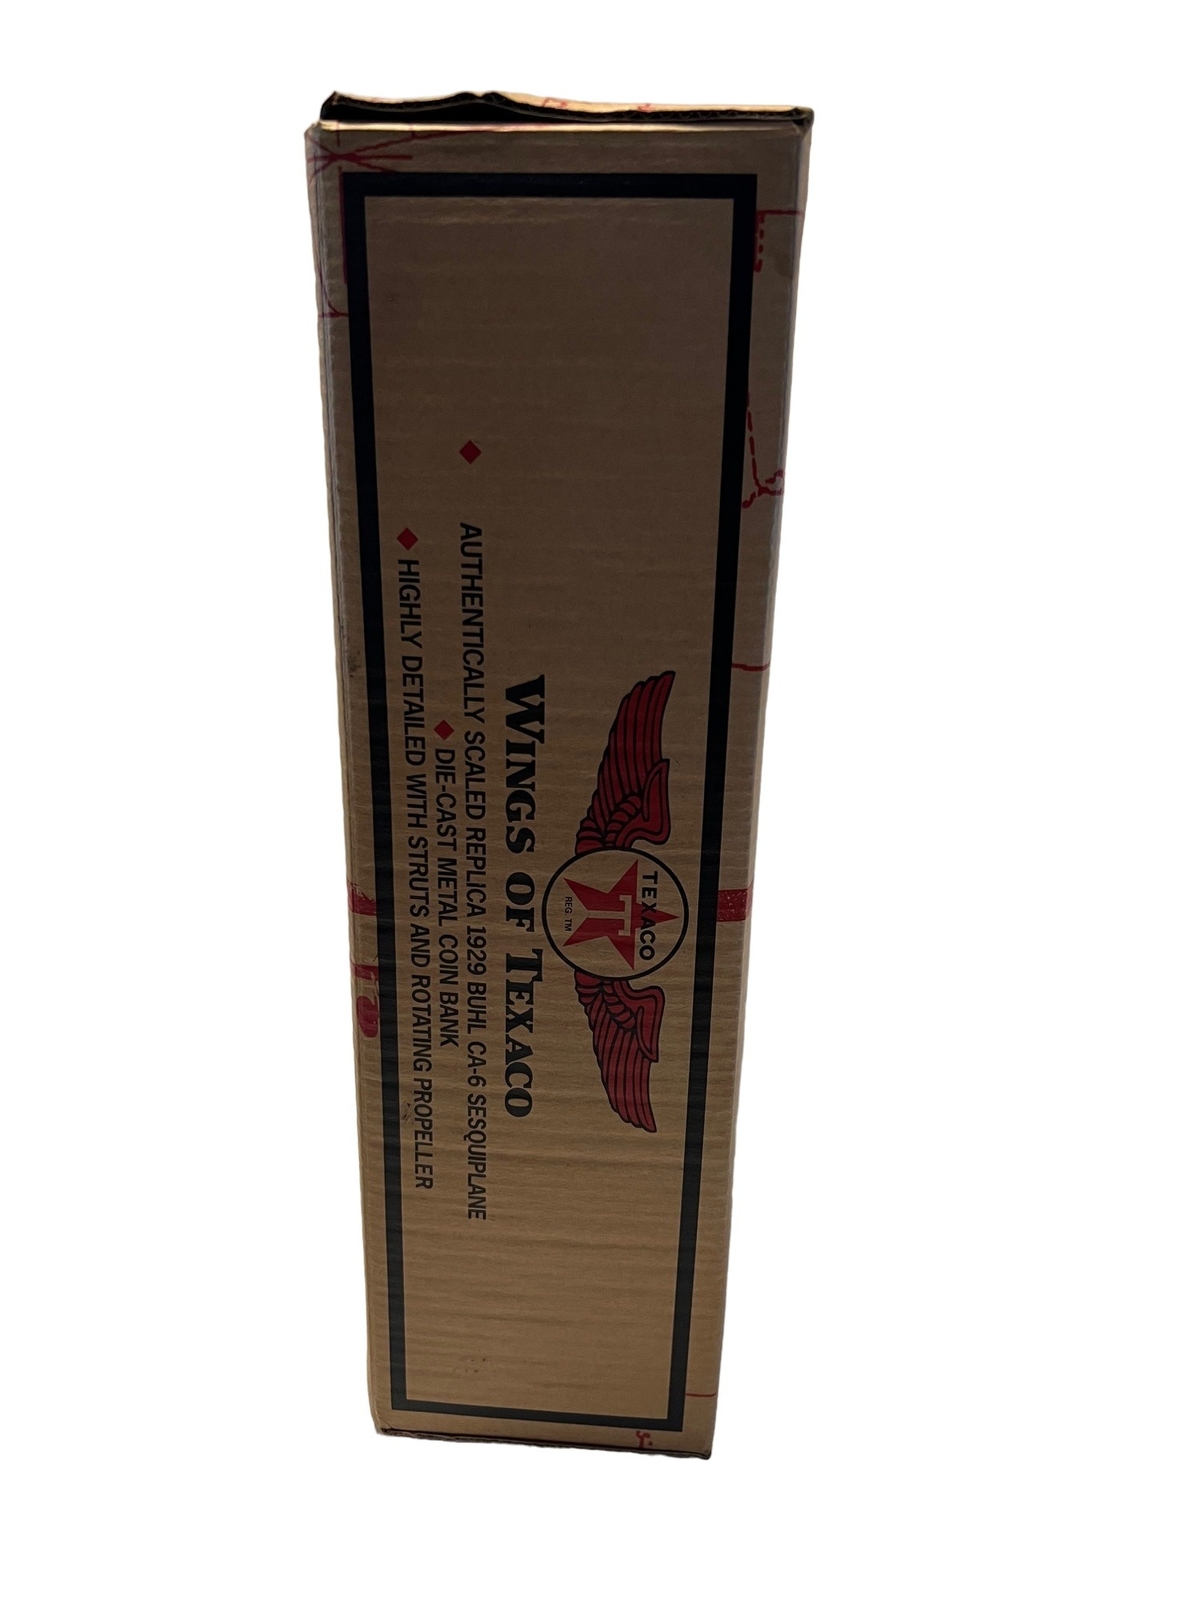 TEXACO
T
REG. TM
WINGS OF TEXACO
AUTHENTICALLY SCALED REPLICA 1929 BUHL CA-6 SESQUIPLANE
DIE-CAST METAL COIN BANK
HIGHLY DETAILED WITH STRUTS AND ROTATING PROPELLER